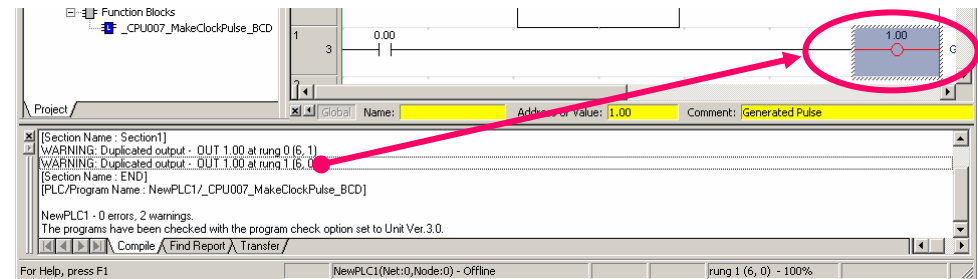 Function Blocks
_CPU007_MakeClockPulse_BCD
1
3
0.00
1.00
G
2
Project
Global Name: Address or Value: 1.00 Comment: Generated Pulse
[Section Name : Section1]
WARNING: Duplicated output - OUT 1.00 at rung 0 (6, 1)
WARNING: Duplicated output - OUT 1.00 at rung 1 (6, 0)
[Section Name : END]
[PLC/Program Name : NewPLC1/_CPU007_MakeClockPulse_BCD]
NewPLC1 - 0 errors, 2 warnings.
The programs have been checked with the program check option set to Unit Ver.3.0.
Compile Find Report Transfer
For Help, press F1 NewPLC1(Net:0,Node:0) - Offline rung 1 (6, 0) - 100%